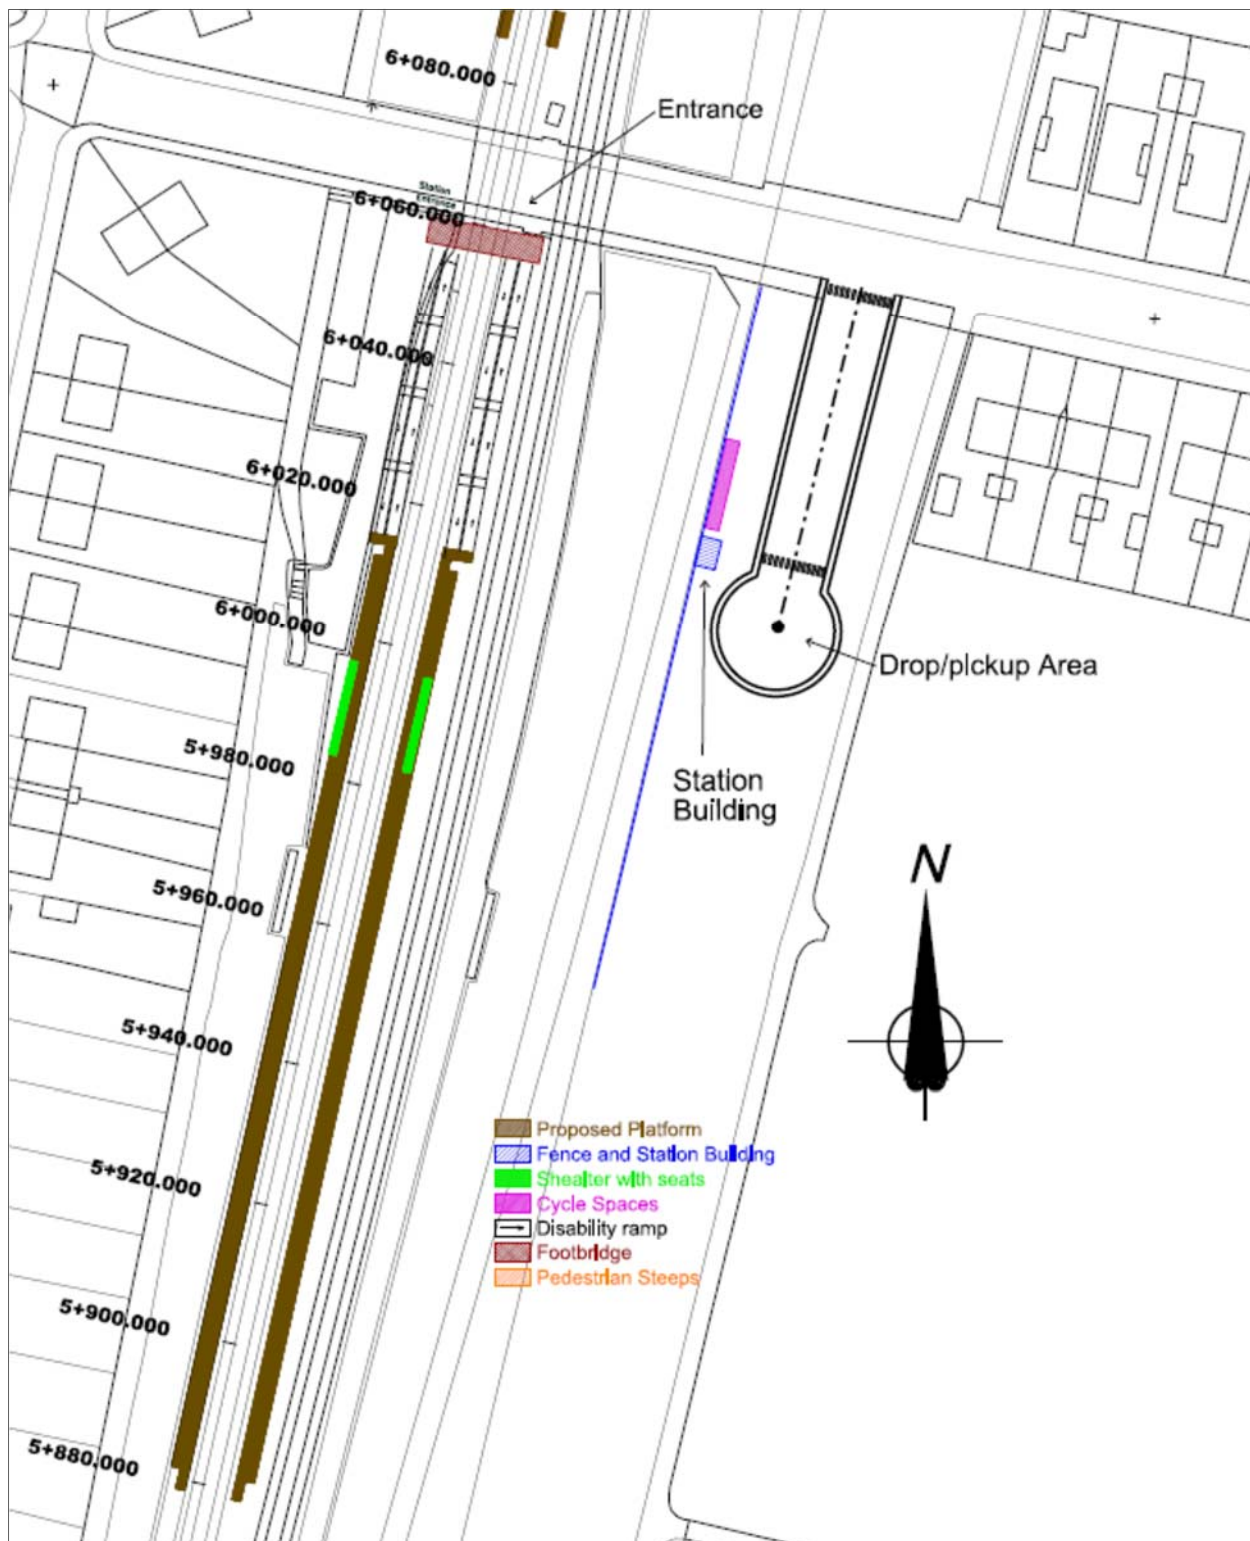 6+080.000
Entrance
Station
Entrance
6+060.000
6+040.000
6+020.000
6+000.000
Drop/pickup Area
5+980.000
Station
Building
N
5+960.000
5+940.000
Proposed Platform
Fence and Station Building
Shealter with seats
Cycle Spaces
Disability ramp
Footbridge
Pedestrian Steeps
5+920.000
5+900.000
5+880.000